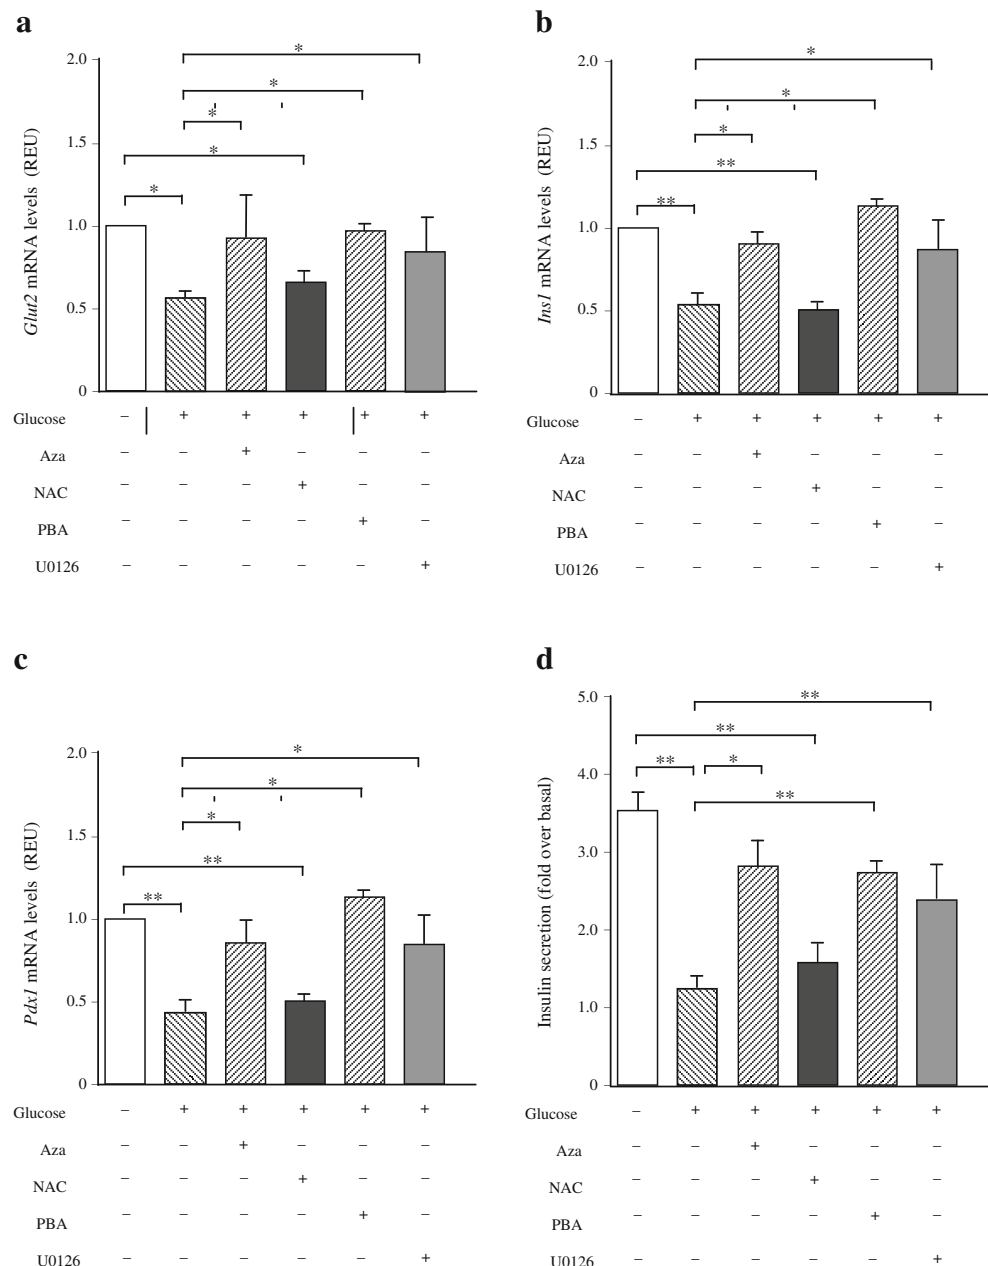 a
* * * * *
2.0
1.5
1.0
0.5
0
Glut2 mRNA levels (REU)
Glucose – + + + + +
Aza – – + – – –
NAC – – – + – –
PBA – – – – + –
U0126 – – – – – +
b
* * * ** **
2.0
1.5
1.0
0.5
0
Ins1 mRNA levels (REU)
Glucose – + + + + +
Aza – – + – – –
NAC – – – + – –
PBA – – – – + –
U0126 – – – – – +
c
* * * ** **
2.0
1.5
1.0
0.5
0
Pdx1 mRNA levels (REU)
Glucose – + + + + +
Aza – – + – – –
NAC – – – + – –
PBA – – – – + –
U0126 – – – – – +
d
** ** ** * **
5.0
4.0
3.0
2.0
1.0
0
Insulin secretion (fold over basal)
Glucose – + + + + +
Aza – – + – – –
NAC – – – + – –
PBA – – – – + –
U0126 – – – – – +